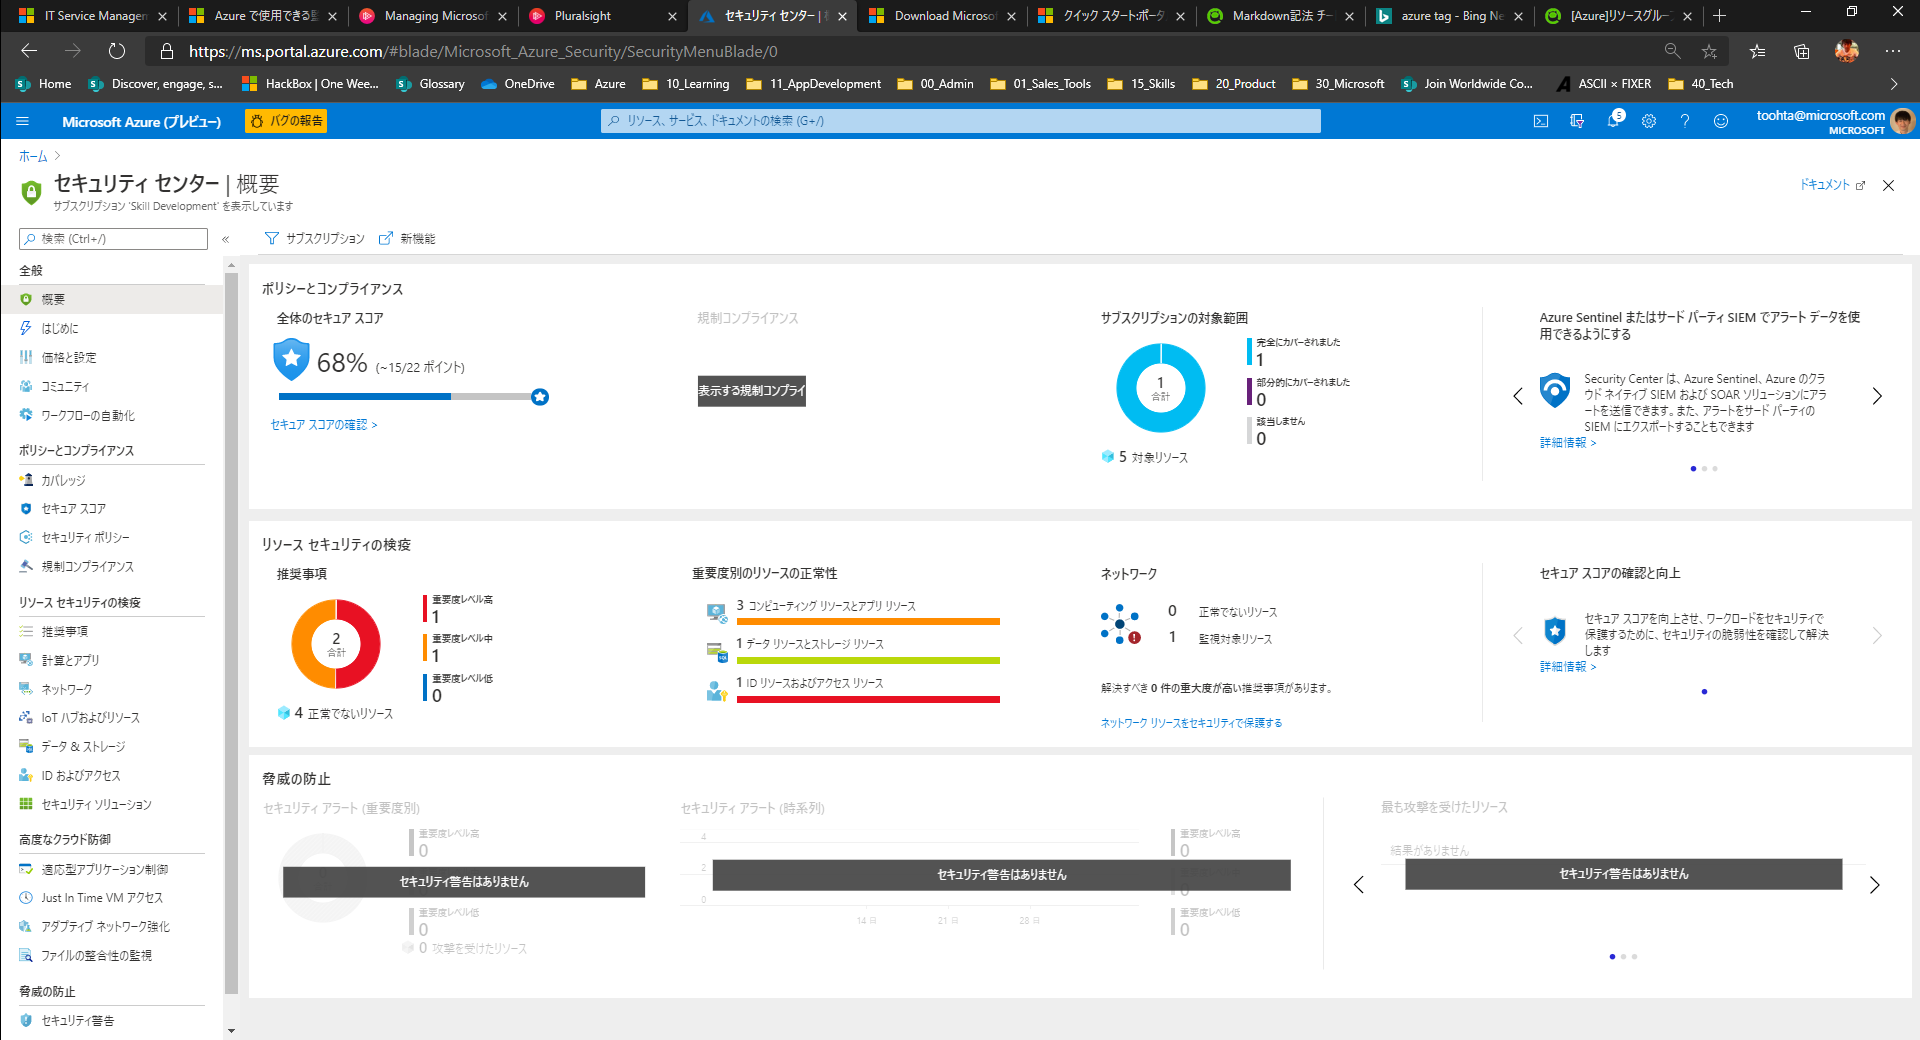 IT Service Managem
Azure で使用できる監
Managing Microsof
Pluralsight
セキュリティ センター |
Download Microso
クイック スタート:ポータ
Markdown記法 チー
azure tag - Bing Ne
[Azure]リソースグルー
https://ms.portal.azure.com/#blade/Microsoft_Azure_Security/SecurityMenuBlade/0
Home
Discover, engage, s...
HackBox | One Wee...
Glossary
OneDrive
Azure
10_Learning
11_AppDevelopment
00_Admin
01_Sales_Tools
15_Skills
20_Product
30_Microsoft
Join Worldwide Co...
ASCII × FIXER
40_Tech
Microsoft Azure (プレビュー)
バグの報告
リソース、サービス、ドキュメントの検索 (G+/)
5
toohta@microsoft.com
MICROSOFT
ホーム
セキュリティ センター | 概要
サブスクリプション 'Skill Development' を表示しています
ドキュメント
検索 (Ctrl+/)
サブスクリプション
新機能
全般
概要
はじめに
価格と設定
コミュニティ
ワークフローの自動化
ポリシーとコンプライアンス
カバレッジ
セキュア スコア
セキュリティ ポリシー
規制コンプライアンス
リソース セキュリティの検疫
推奨事項
計算とアプリ
ネットワーク
IoT ハブおよびリソース
データ & ストレージ
ID およびアクセス
セキュリティ ソリューション
高度なクラウド防御
適応型アプリケーション制御
Just In Time VM アクセス
アダプティブ ネットワーク強化
ファイルの整合性の監視
脅威の防止
セキュリティ警告
ポリシーとコンプライアンス
全体のセキュア スコア
68% (~15/22 ポイント)
セキュア スコアの確認 >
規制コンプライアンス
表示する規制コンプライ
サブスクリプションの対象範囲
1
合計
完全にカバーされました
1
部分的にカバーされました
0
該当しません
0
5 対象リソース
Azure Sentinel またはサード パーティ SIEM でアラート データを使
用できるようにする
Security Center は、Azure Sentinel、Azure のクラ
ウド ネイティブ SIEM および SOAR ソリューションにアラ
ートを送信できます。また、アラートをサード パーティの
SIEM にエクスポートすることもできます
詳細情報 >
リソース セキュリティの検疫
推奨事項
2
合計
重要度レベル高
1
重要度レベル中
1
重要度レベル低
0
4 正常でないリソース
重要度別のリソースの正常性
3 コンピューティング リソースとアプリ リソース
1 データ リソースとストレージ リソース
1 ID リソースおよびアクセス リソース
ネットワーク
0 正常でないリソース
1 監視対象リソース
解決すべき 0 件の重大度が高い推奨事項があります。
ネットワーク リソースをセキュリティで保護する
セキュア スコアの確認と向上
セキュア スコアを向上させ、ワークロードをセキュリティで
保護するために、セキュリティの脆弱性を確認して解決
します
詳細情報 >
脅威の防止
セキュリティ アラート (重要度別)
重要度レベル高
0
セキュリティ警告はありません
重要度レベル低
0
0 攻撃を受けたリソース
セキュリティ アラート (時系列)
4
2
0
14 日
21 日
28 日
セキュリティ警告はありません
重要度レベル高
0
重要度レベル低
0
最も攻撃を受けたリソース
結果がありません
セキュリティ警告はありません